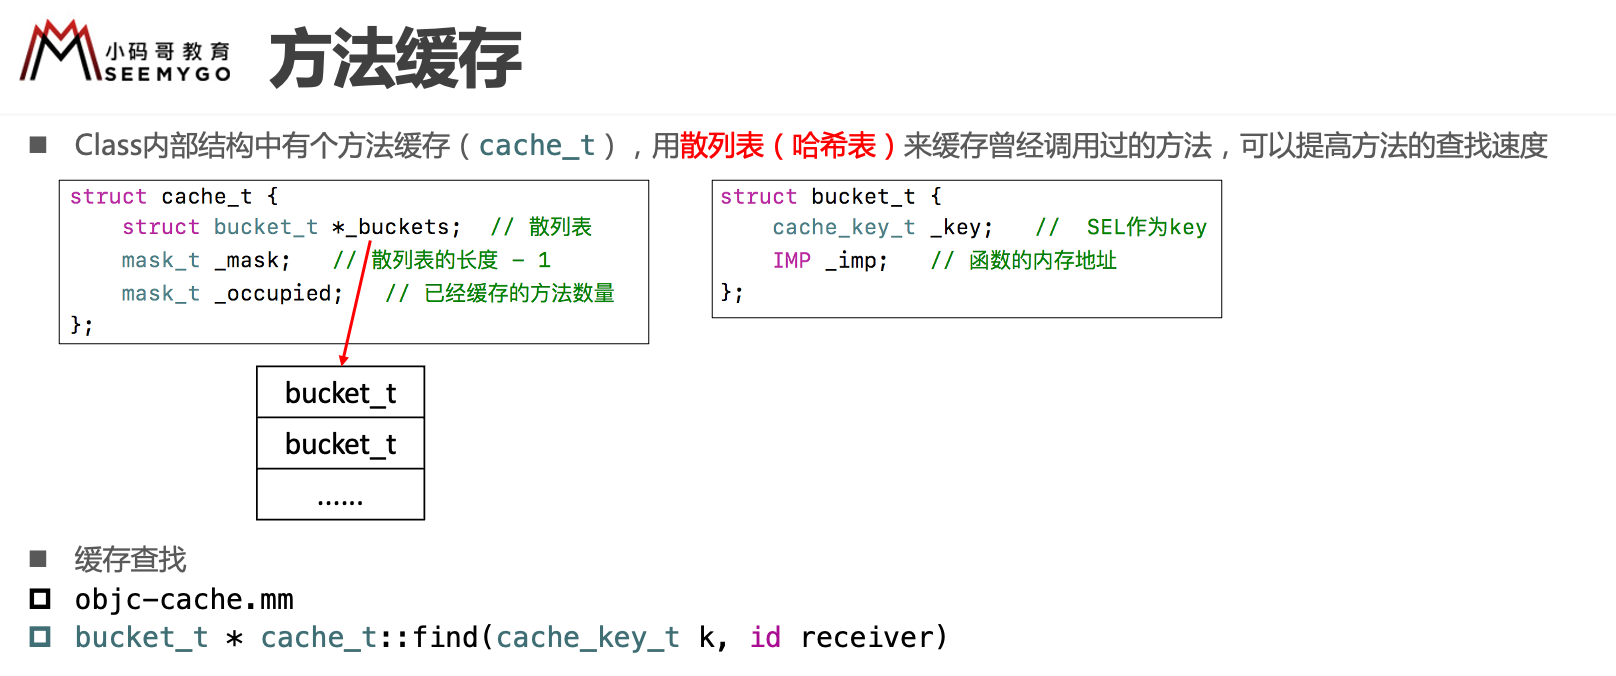 小码哥教育
SEEMYGO
方法缓存
Class内部结构中有个方法缓存（cache_t），用散列表（哈希表）来缓存曾经调用过的方法，可以提高方法的查找速度
struct cache_t {
struct bucket_t *_buckets; // 散列表
mask_t _mask; // 散列表的长度 - 1
mask_t _occupied; // 已经缓存的方法数量
};
struct bucket_t {
cache_key_t _key; // SEL作为key
IMP _imp; // 函数的内存地址
};
bucket_t
bucket_t
......
缓存查找
objc-cache.mm
bucket_t * cache_t::find(cache_key_t k, id receiver)